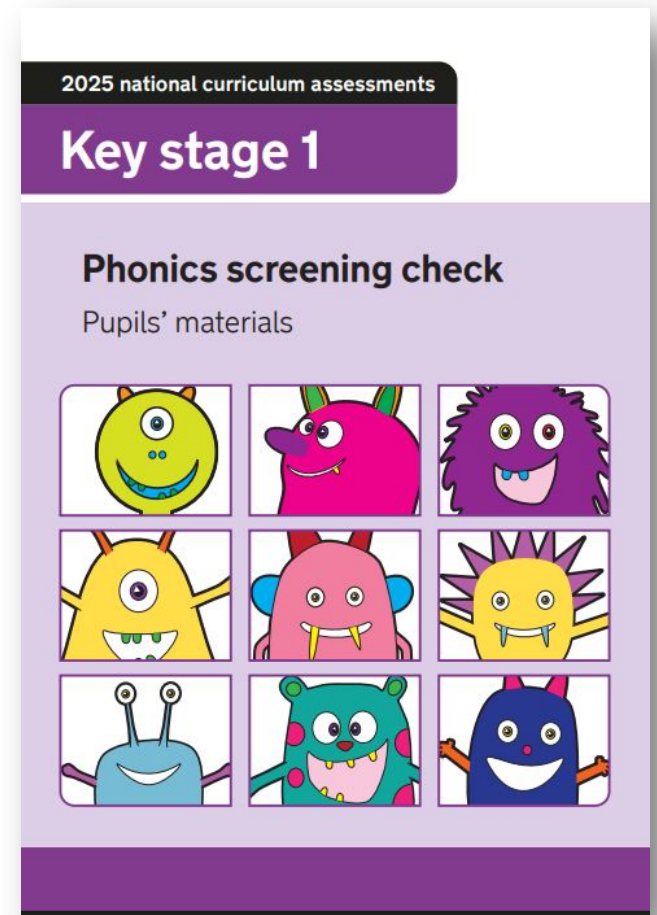 2025 national curriculum assessments
Key stage 1
Phonics screening check
Pupils’ materials